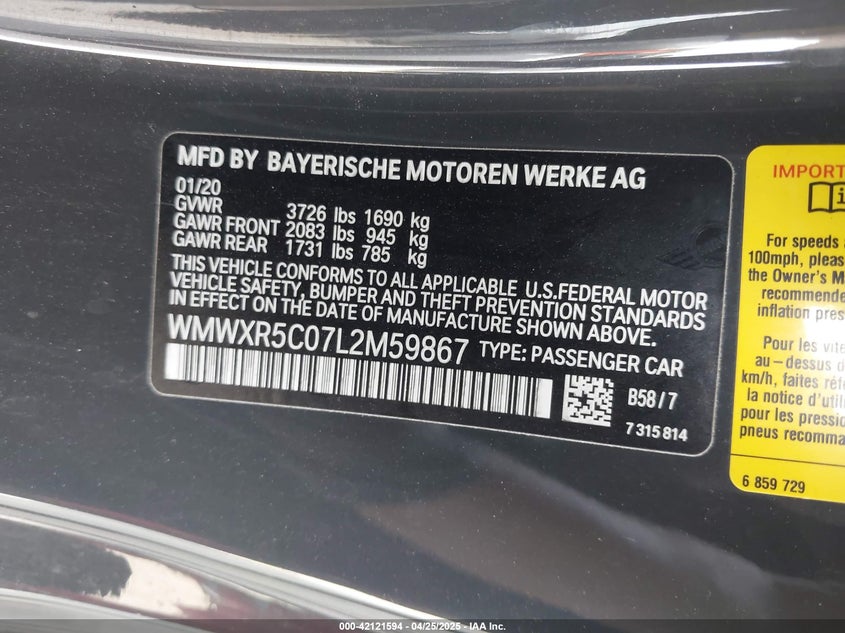 MFD BY BAYERISCHE MOTOREN WERKE AG
01/20
GVWR 3726 lbs 1690 kg
GAWR FRONT 2083 lbs 945 kg
GAWR REAR 1731 lbs 785 kg
THIS VEHICLE CONFORMS TO ALL APPLICABLE U.S.FEDERAL MOTOR
VEHICLE SAFETY, BUMPER AND THEFT PREVENTION STANDARDS
IN EFFECT ON THE DATE OF MANUFACTURE SHOWN ABOVE.
WMWXR5C07L2M59867 TYPE: PASSENGER CAR
B58/7
7 315 814
IMPORT
i
For speeds
100mph, pleas
the Owner's M
recommende
inflation pres
Pour les vite
au-dessus d
km/h, faites réfé
la notice d'util
pour les pressio
pneus recomma
6 859 729
000-42121594 - 04/25/2025 - IAA Inc.